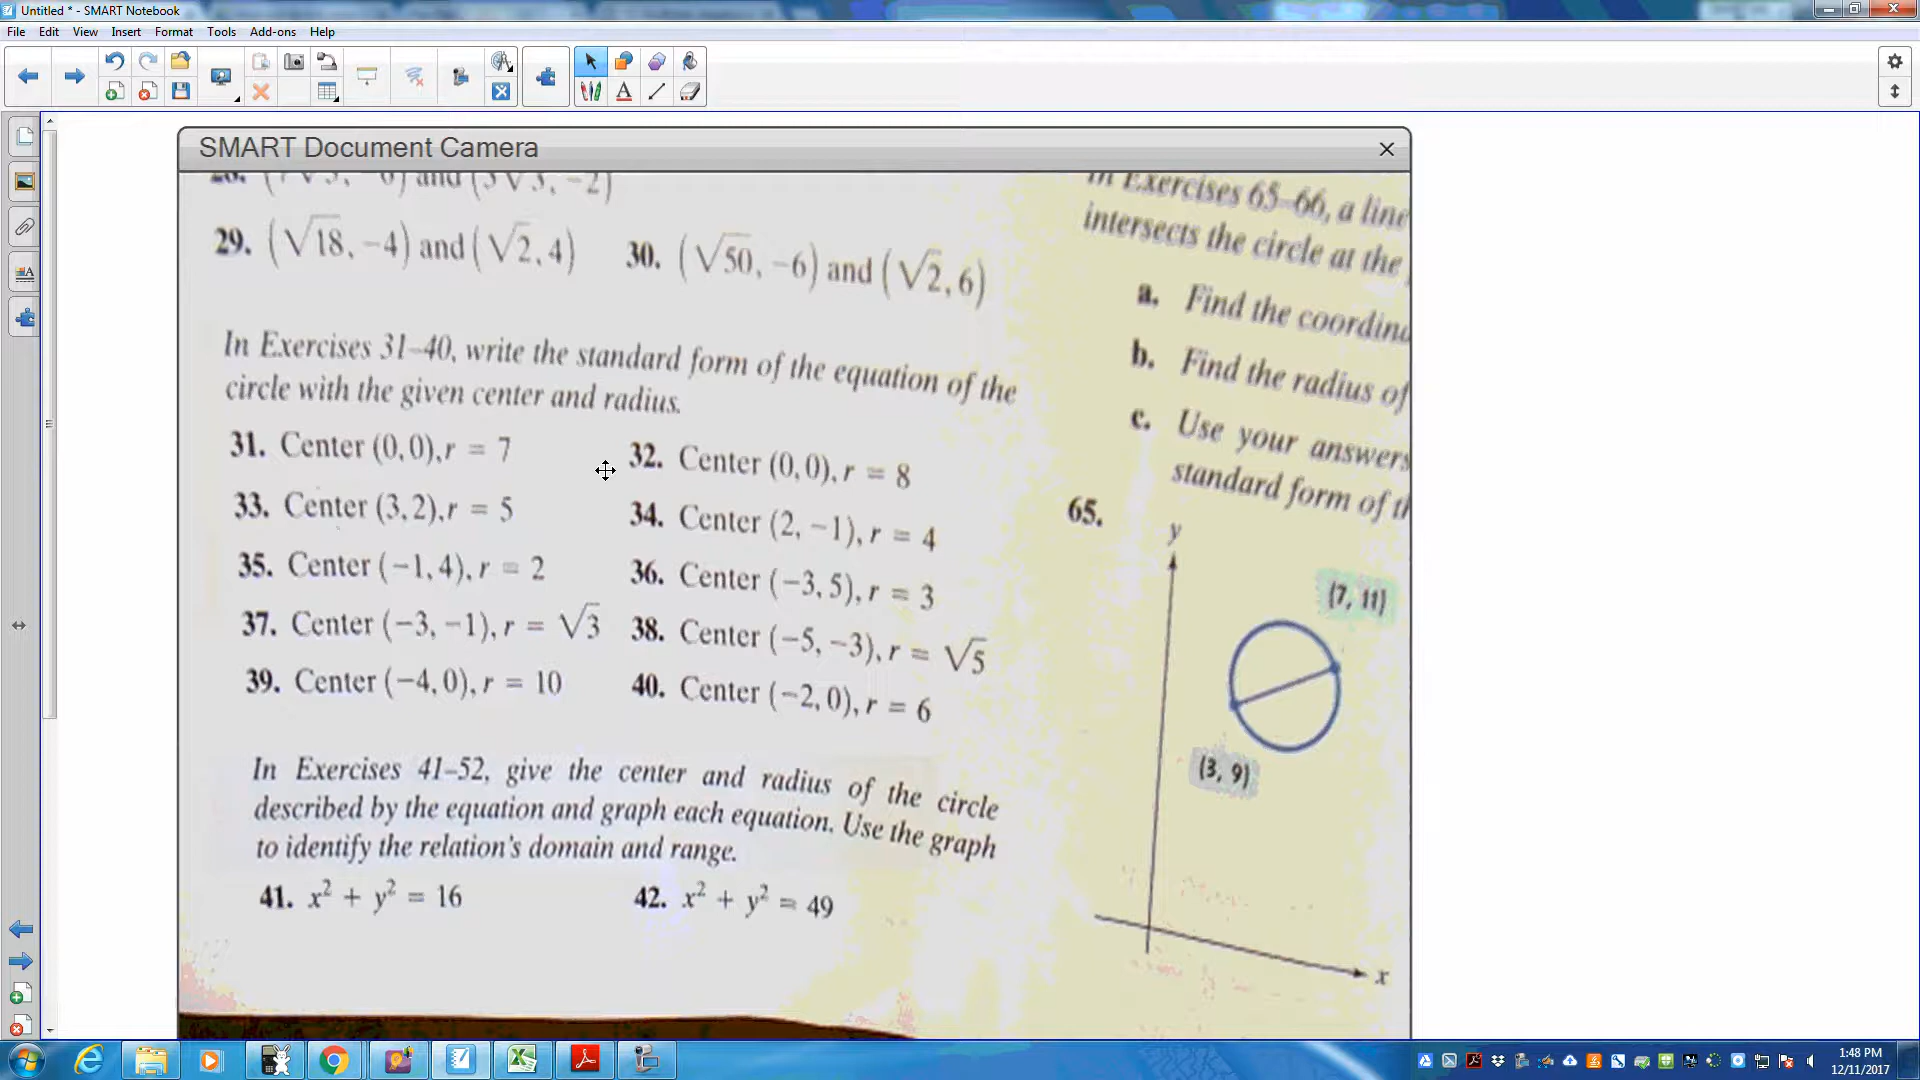 Untitled * - SMART Notebook
File Edit View Insert Format Tools Add-ons Help
SMART Document Camera
29. (√18, −4) and (√2, 4) 30. (√50, −6) and (√2, 6)
In Exercises 31–40, write the standard form of the equation of the
circle with the given center and radius.
31. Center (0, 0), r = 7 32. Center (0, 0), r = 8
33. Center (3, 2), r = 5 34. Center (2, −1), r = 4
35. Center (−1, 4), r = 2 36. Center (−3, 5), r = 3
37. Center (−3, −1), r = √3 38. Center (−5, −3), r = √5
39. Center (−4, 0), r = 10 40. Center (−2, 0), r = 6
In Exercises 41–52, give the center and radius of the circle
described by the equation and graph each equation. Use the graph
to identify the relation's domain and range.
41. x² + y² = 16 42. x² + y² = 49
In Exercises 65–66, a line
intersects the circle at the
a. Find the
b. Find the radius of
c. Use your answers
standard form of
65.
y
(7, 11)
(3, 9)
x
1:48 PM
12/11/2017